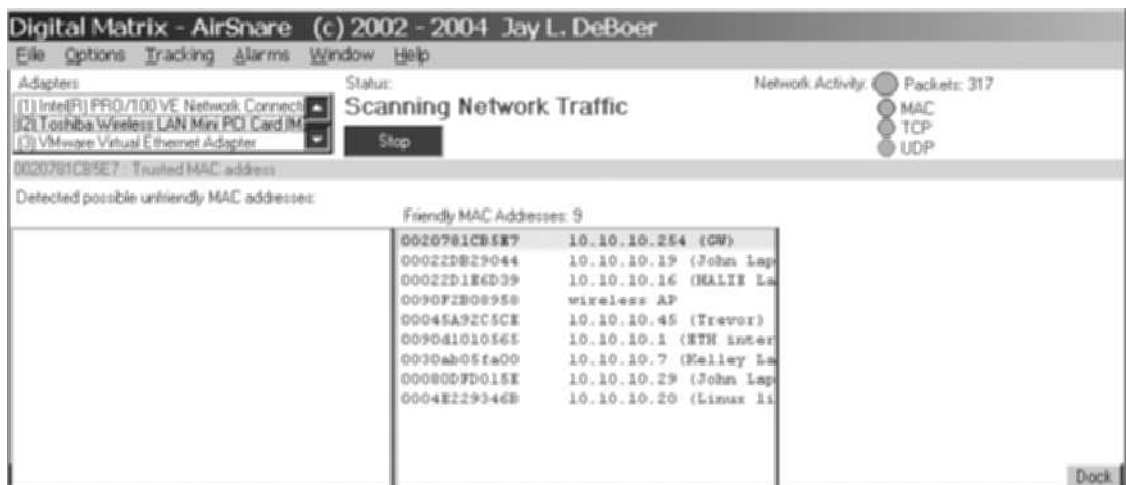 Digital Matrix - AirSnare (c) 2002 - 2004 Jay L. DeBoer
File Options Tracking Alarms Window Help
Adapters
(1) Intel(R) PRO/100 VE Network Connecti
(2) Toshiba Wireless LAN Mini PCI Card (M
(3) VMware Virtual Ethernet Adapter
Status:
Scanning Network Traffic
Stop
Network Activity: Packets: 317
MAC
TCP
UDP
0020781CB5E7 : Trusted MAC address
Detected possible unfriendly MAC addresses:
Friendly MAC Addresses: 9
0020781CB5E7 10.10.10.254 (GW)
00022DB29044 10.10.10.19 (John Lap
00022D1E6D39 10.10.10.16 (HALIE La
0090F2B08958 wireless AP
00045A92C5CE 10.10.10.45 (Trevor)
0090d1010565 10.10.10.1 (ETH inter
0030ab05fa00 10.10.10.7 (Kelley La
00080DFD015E 10.10.10.29 (John Lap
0004E229346B 10.10.10.20 (Linux li
Dock